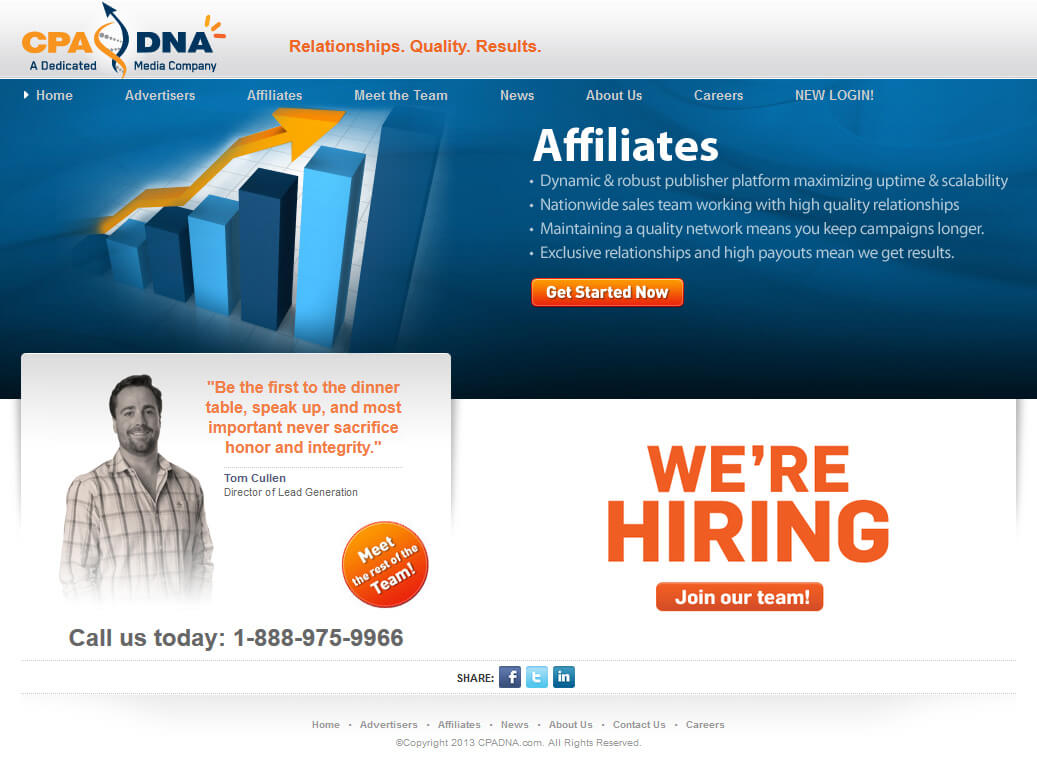 CPA DNA
A Dedicated Media Company
Relationships. Quality. Results.
Home Advertisers Affiliates Meet the Team News About Us Careers NEW LOGIN!
Affiliates
• Dynamic & robust publisher platform maximizing uptime & scalability
• Nationwide sales team working with high quality relationships
• Maintaining a quality network means you keep campaigns longer.
• Exclusive relationships and high payouts mean we get results.
Get Started Now
"Be the first to the dinner
table, speak up, and most
important never sacrifice
honor and integrity."
Tom Cullen
Director of Lead Generation
Meet
the rest of the
Team!
Call us today: 1-888-975-9966
WE'RE
HIRING
Join our team!
SHARE: f t in
Home • Advertisers • Affiliates • News • About Us • Contact Us • Careers
©Copyright 2013 CPADNA.com. All Rights Reserved.